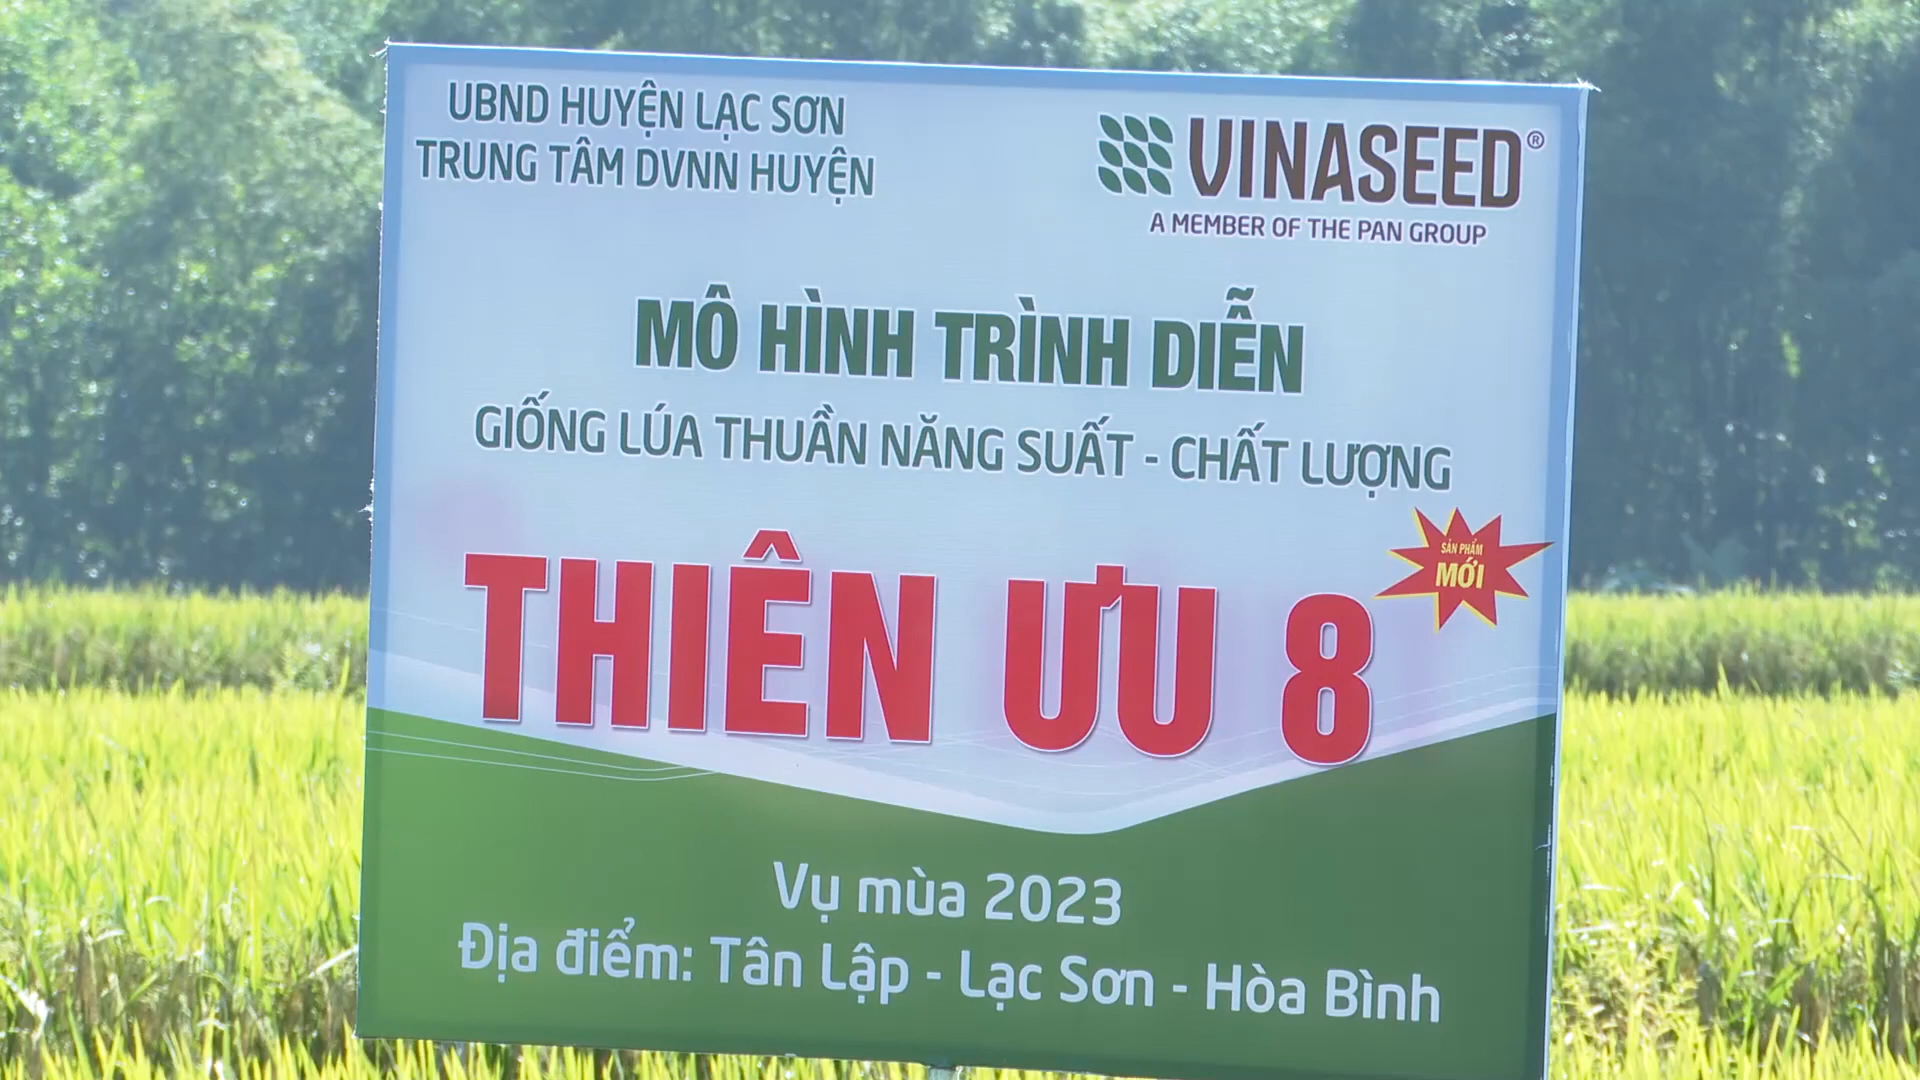 UBND HUYỆN LẠC SƠN
TRUNG TÂM DVNN HUYỆN
VINASEED®
A MEMBER OF THE PAN GROUP
MÔ HÌNH TRÌNH DIỄN
GIỐNG LÚA THUẦN NĂNG SUẤT - CHẤT LƯỢNG
SẢN PHẨM
MỚI
THIÊN ƯU 8
Vụ mùa 2023
Địa điểm: Tân Lập - Lạc Sơn - Hòa Bình